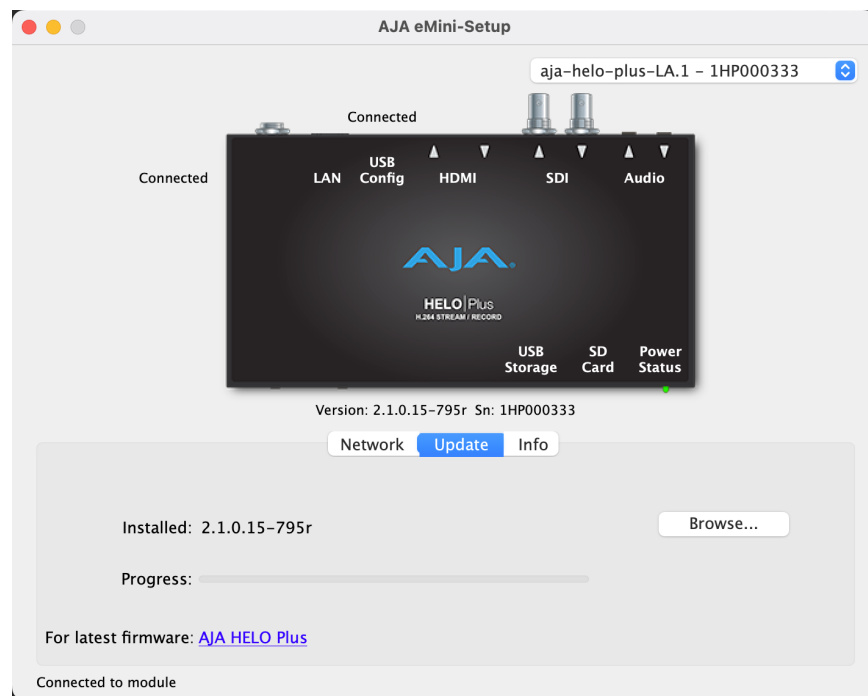 AJA eMini-Setup
aja-helo-plus-LA.1 – 1HP000333
Connected
Connected
LAN
USB
Config
HDMI
SDI
Audio
AJA
HELO|Plus
H.264 STREAM / RECORD
USB
Storage
SD
Card
Power
Status
Version: 2.1.0.15-795r Sn: 1HP000333
Network Update Info
Installed: 2.1.0.15-795r
Browse...
Progress:
For latest firmware: AJA HELO Plus
Connected to module